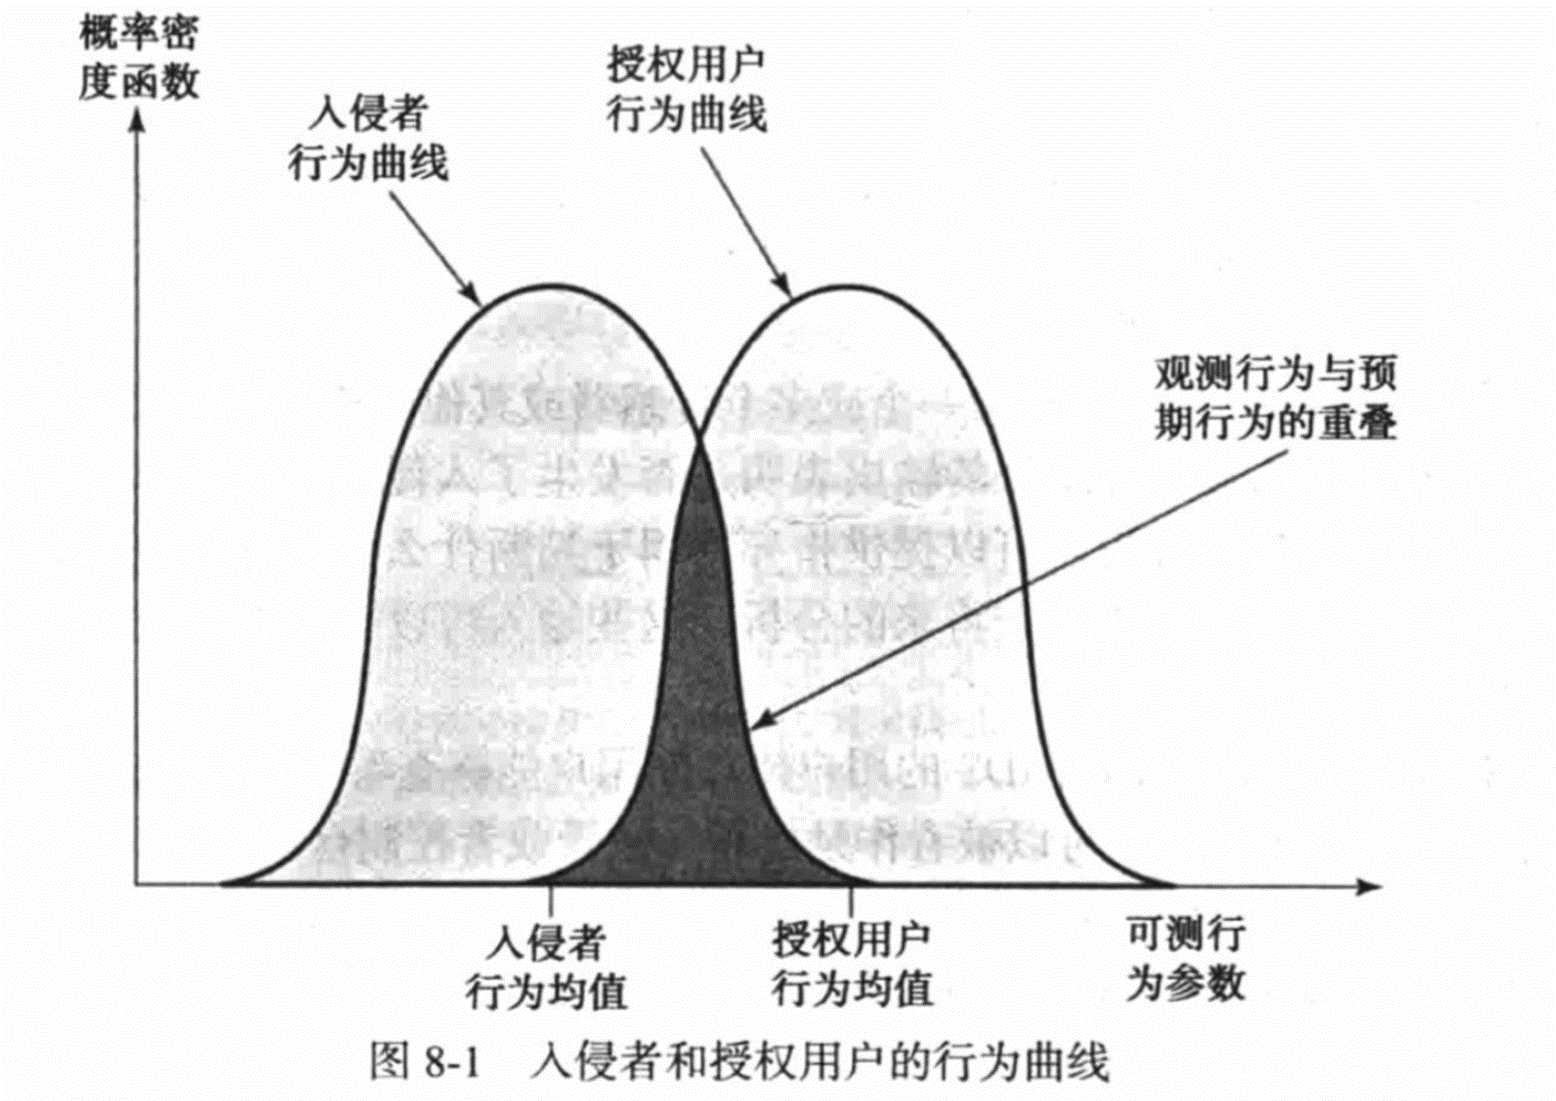 概率密
度函数
入侵者
行为曲线
授权用户
行为曲线
观测行为与预
期行为的重叠
入侵者
行为均值
授权用户
行为均值
可测行
为参数
图 8-1 入侵者和授权用户的行为曲线